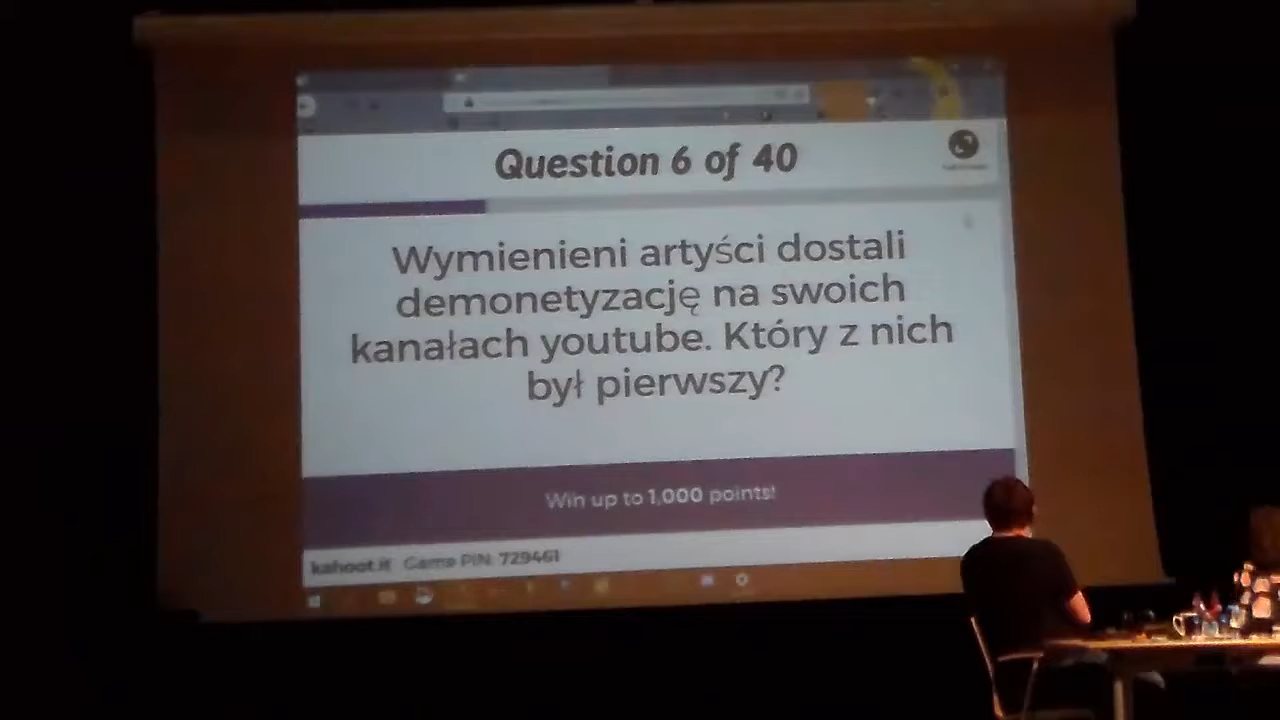 Question 6 of 40
Wymienieni artyści dostali
demonetyzację na swoich
kanałach youtube. Który z nich
był pierwszy?
Win up to 1,000 points!
kahoot.it Game PIN: 729461